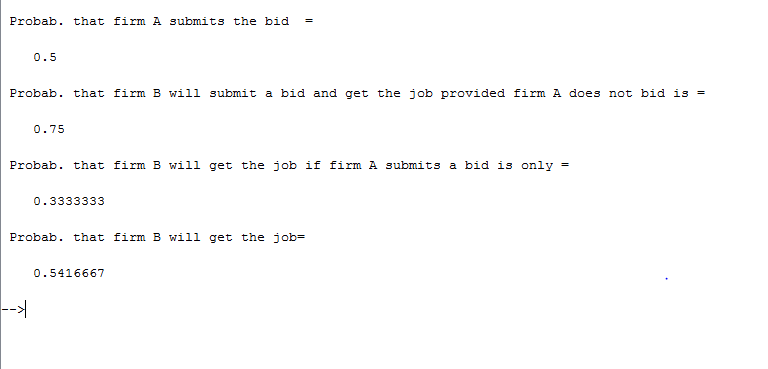 Probab. that firm A submits the bid  =
0.5
Probab. that firm B will submit a bid and get the job provided firm A does not bid is =
0.75
Probab. that firm B will get the job if firm A submits a bid is only =
0.3333333
Probab. that firm B will get the job=
0.5416667
-->